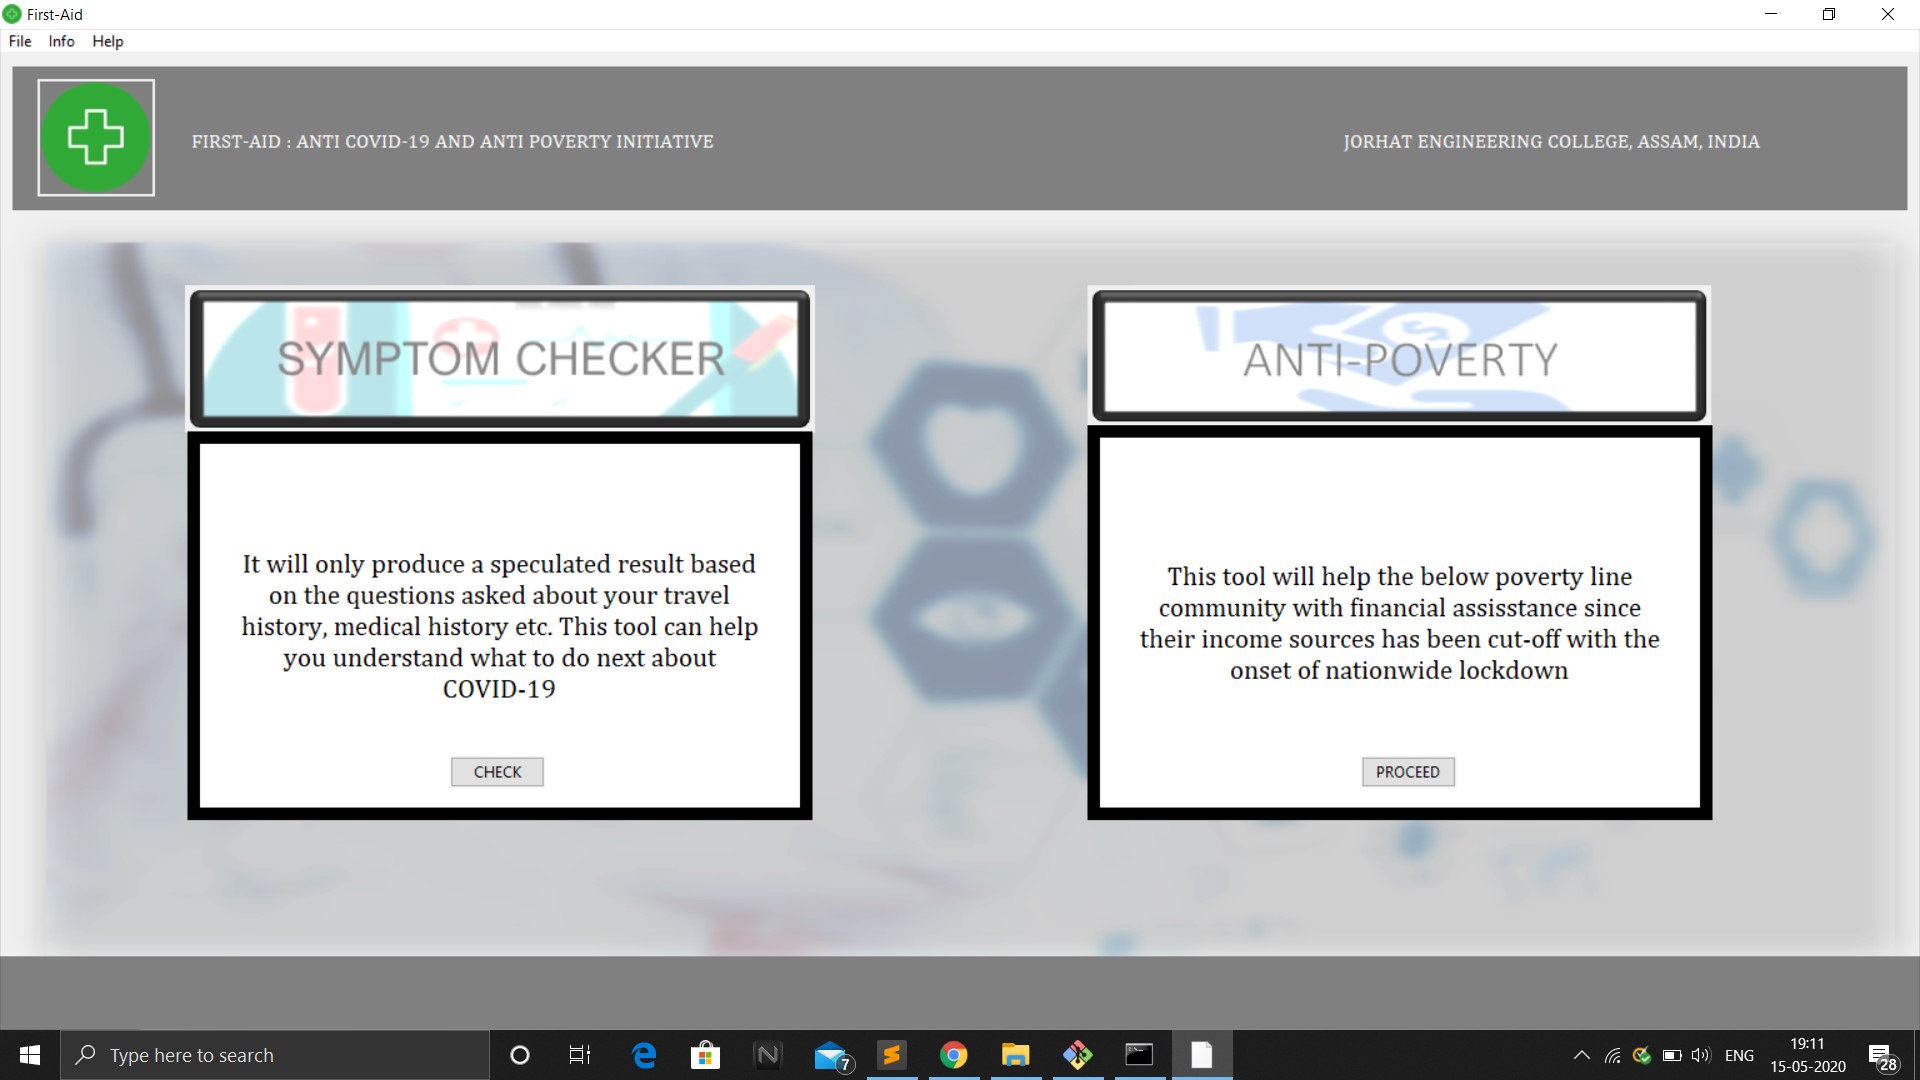 First-Aid
File Info Help
FIRST-AID : ANTI COVID-19 AND ANTI POVERTY INITIATIVE
JORHAT ENGINEERING COLLEGE, ASSAM, INDIA
SYMPTOM CHECKER
It will only produce a speculated result based
on the questions asked about your travel
history, medical history etc. This tool can help
you understand what to do next about
COVID-19
CHECK
ANTI-POVERTY
This tool will help the below poverty line
community with financial assisstance since
their income sources has been cut-off with the
onset of nationwide lockdown
PROCEED
Type here to search
7
ENG
19:11
15-05-2020
28